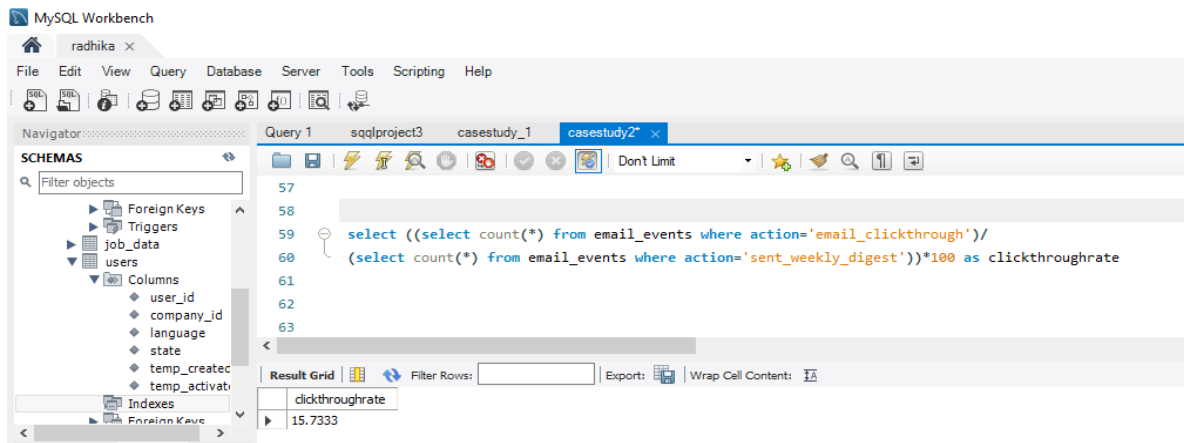 MySQL Workbench
radhika ×
File Edit View Query Database Server Tools Scripting Help
Navigator
SCHEMAS
Filter objects
Foreign Keys
Triggers
job_data
users
Columns
user_id
company_id
language
state
temp_created
temp_activate
Indexes
Foreign Keys
Query 1 sqqlproject3 casestudy_1 casestudy2* ×
Don't Limit
57
58
59 select ((select count(*) from email_events where action='email_clickthrough')/
60 (select count(*) from email_events where action='sent_weekly_digest'))*100 as clickthroughrate
61
62
63
Result Grid Filter Rows: Export: Wrap Cell Content: IA
clickthroughrate
15.7333